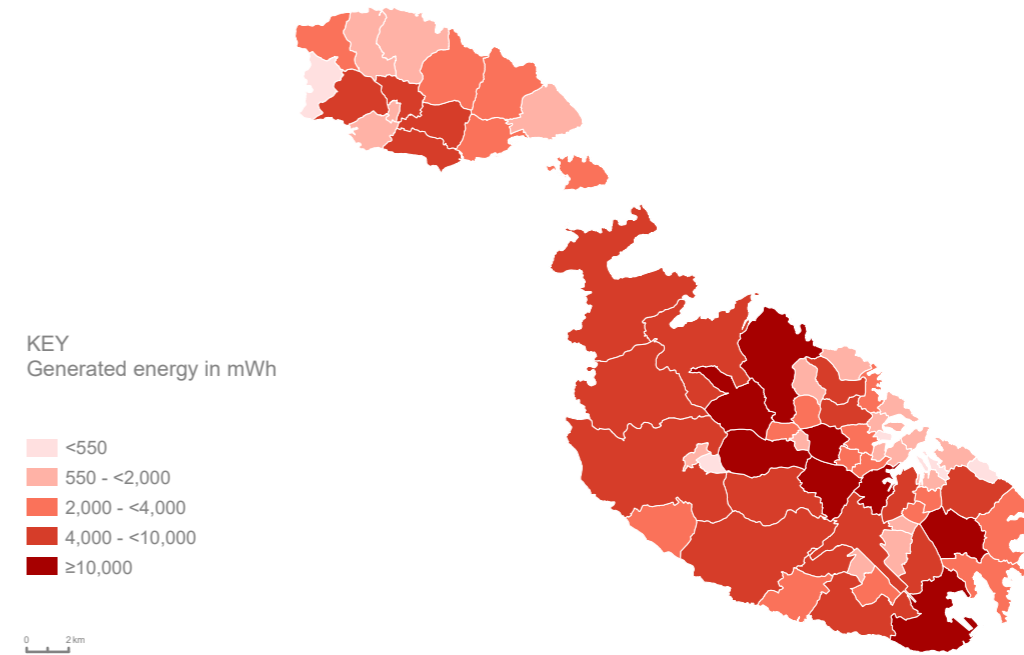 KEY
Generated energy in mWh
<550
550 - <2,000
2,000 - <4,000
4,000 - <10,000
≥10,000
0 2km